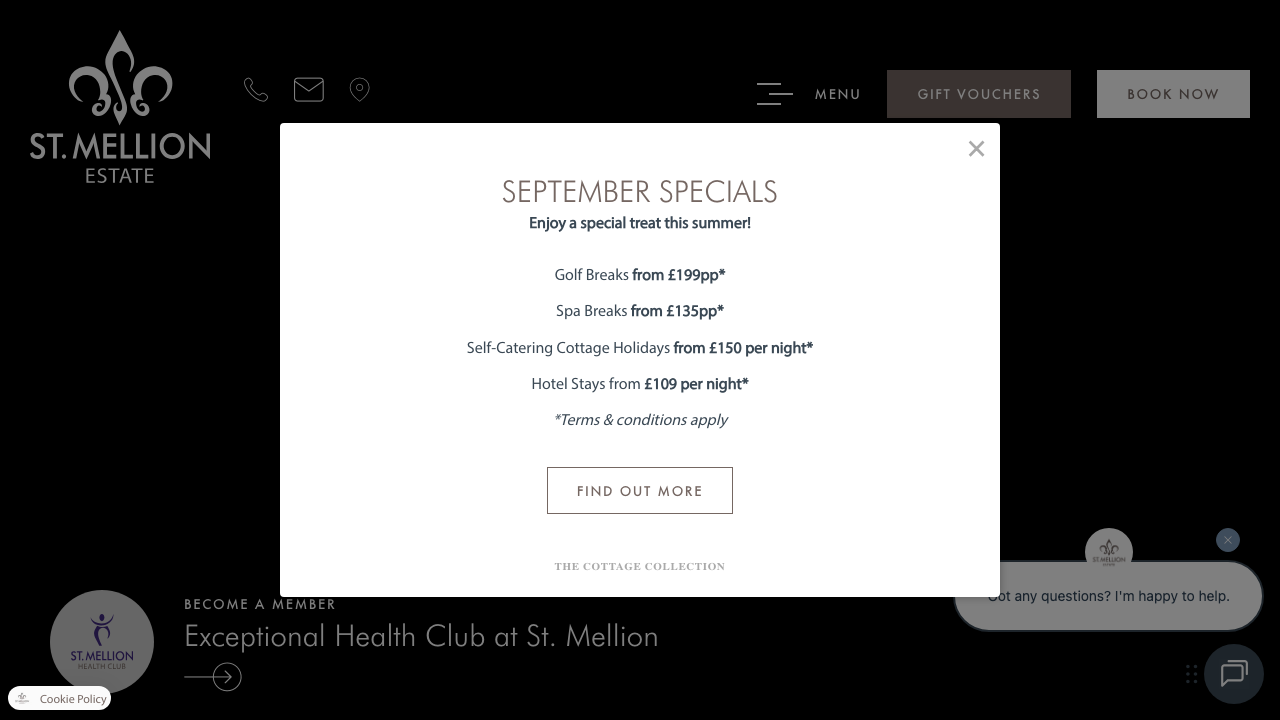 ST. MELLION
ESTATE
MENU
GIFT VOUCHERS
BOOK NOW
SEPTEMBER SPECIALS
Enjoy a special treat this summer!
Golf Breaks from £199pp*
Spa Breaks from £135pp*
Self-Catering Cottage Holidays from £150 per night*
Hotel Stays from £109 per night*
*Terms & conditions apply
FIND OUT MORE
THE COTTAGE COLLECTION
Got any questions? I'm happy to help.
ST. MELLION
HEALTH CLUB
BECOME A MEMBER
Exceptional Health Club at St. Mellion
Cookie Policy